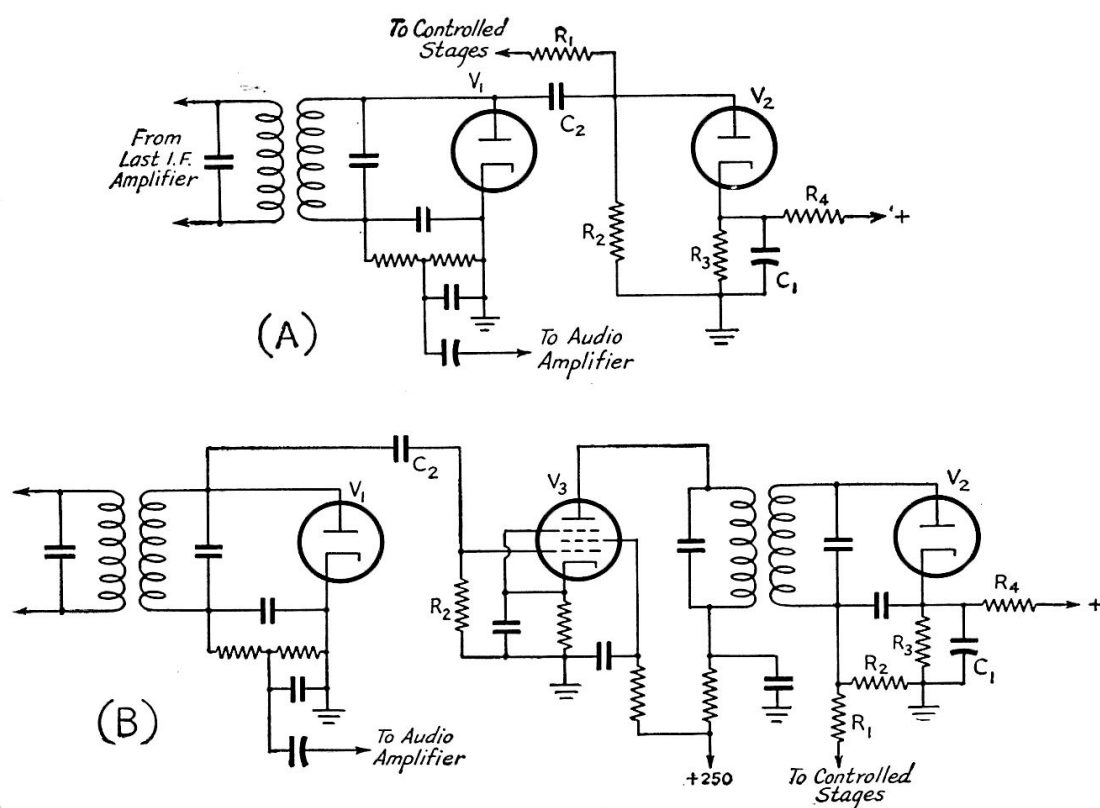 To Controlled
Stages
R1
V1
C2
V2
From
Last I.F.
Amplifier
R2
R3
R4
+
C1
(A)
To Audio
Amplifier
C2
V1
V3
V2
R2
R4
+
R3
C1
R2
R1
(B)
To Audio
Amplifier
+250
To Controlled
Stages